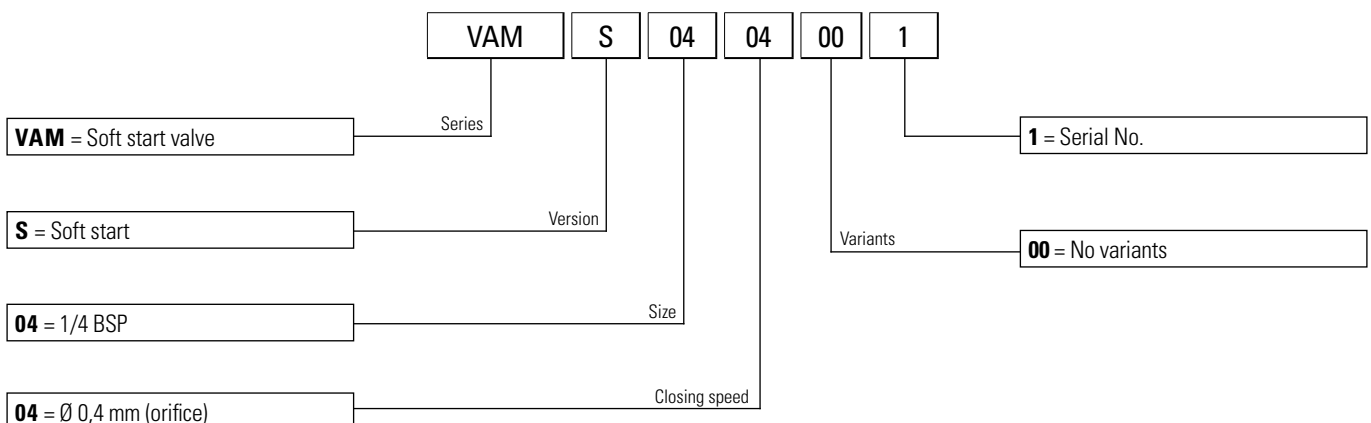 VAM S 04 04 00 1
Series
VAM = Soft start valve
1 = Serial No.
Version
S = Soft start
Variants
00 = No variants
Size
04 = 1/4 BSP
Closing speed
04 = Ø 0,4 mm (orifice)